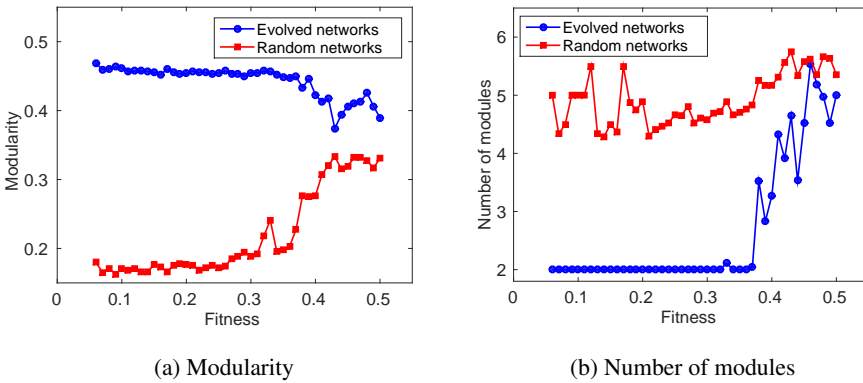 Evolved networks
Random networks
0.5
0.4
0.3
0.2
Modularity
0 0.1 0.2 0.3 0.4 0.5
Fitness
(a) Modularity
Evolved networks
Random networks
6
5
4
3
2
Number of modules
0 0.1 0.2 0.3 0.4 0.5
Fitness
(b) Number of modules